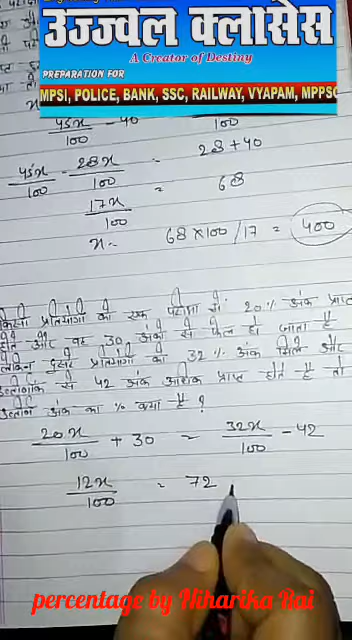 उज्ज्वल क्लासेस
A Creator of Destiny
PREPARATION FOR
MPSI, POLICE, BANK, SSC, RAILWAY, VYAPAM, MPPSC
45x/100 - 40
100
45x/100 - 28x/100 = 28+40
17x/100 = 68
x = 68×100/17 = 400
किसी प्रतियोगी को एक परीक्षा में 20% अंक प्राप्त
होते और वह 30 अंकों से फेल हो जाता है
लेकिन दूसरे प्रतियोगी को 32% अंक मिले और
से 42 अंक अधिक प्राप्त होते है तो
अंक का % क्या है ?
20x/100 + 30 = 32x/100 - 42
12x/100 = 72
percentage by Niharika Rai